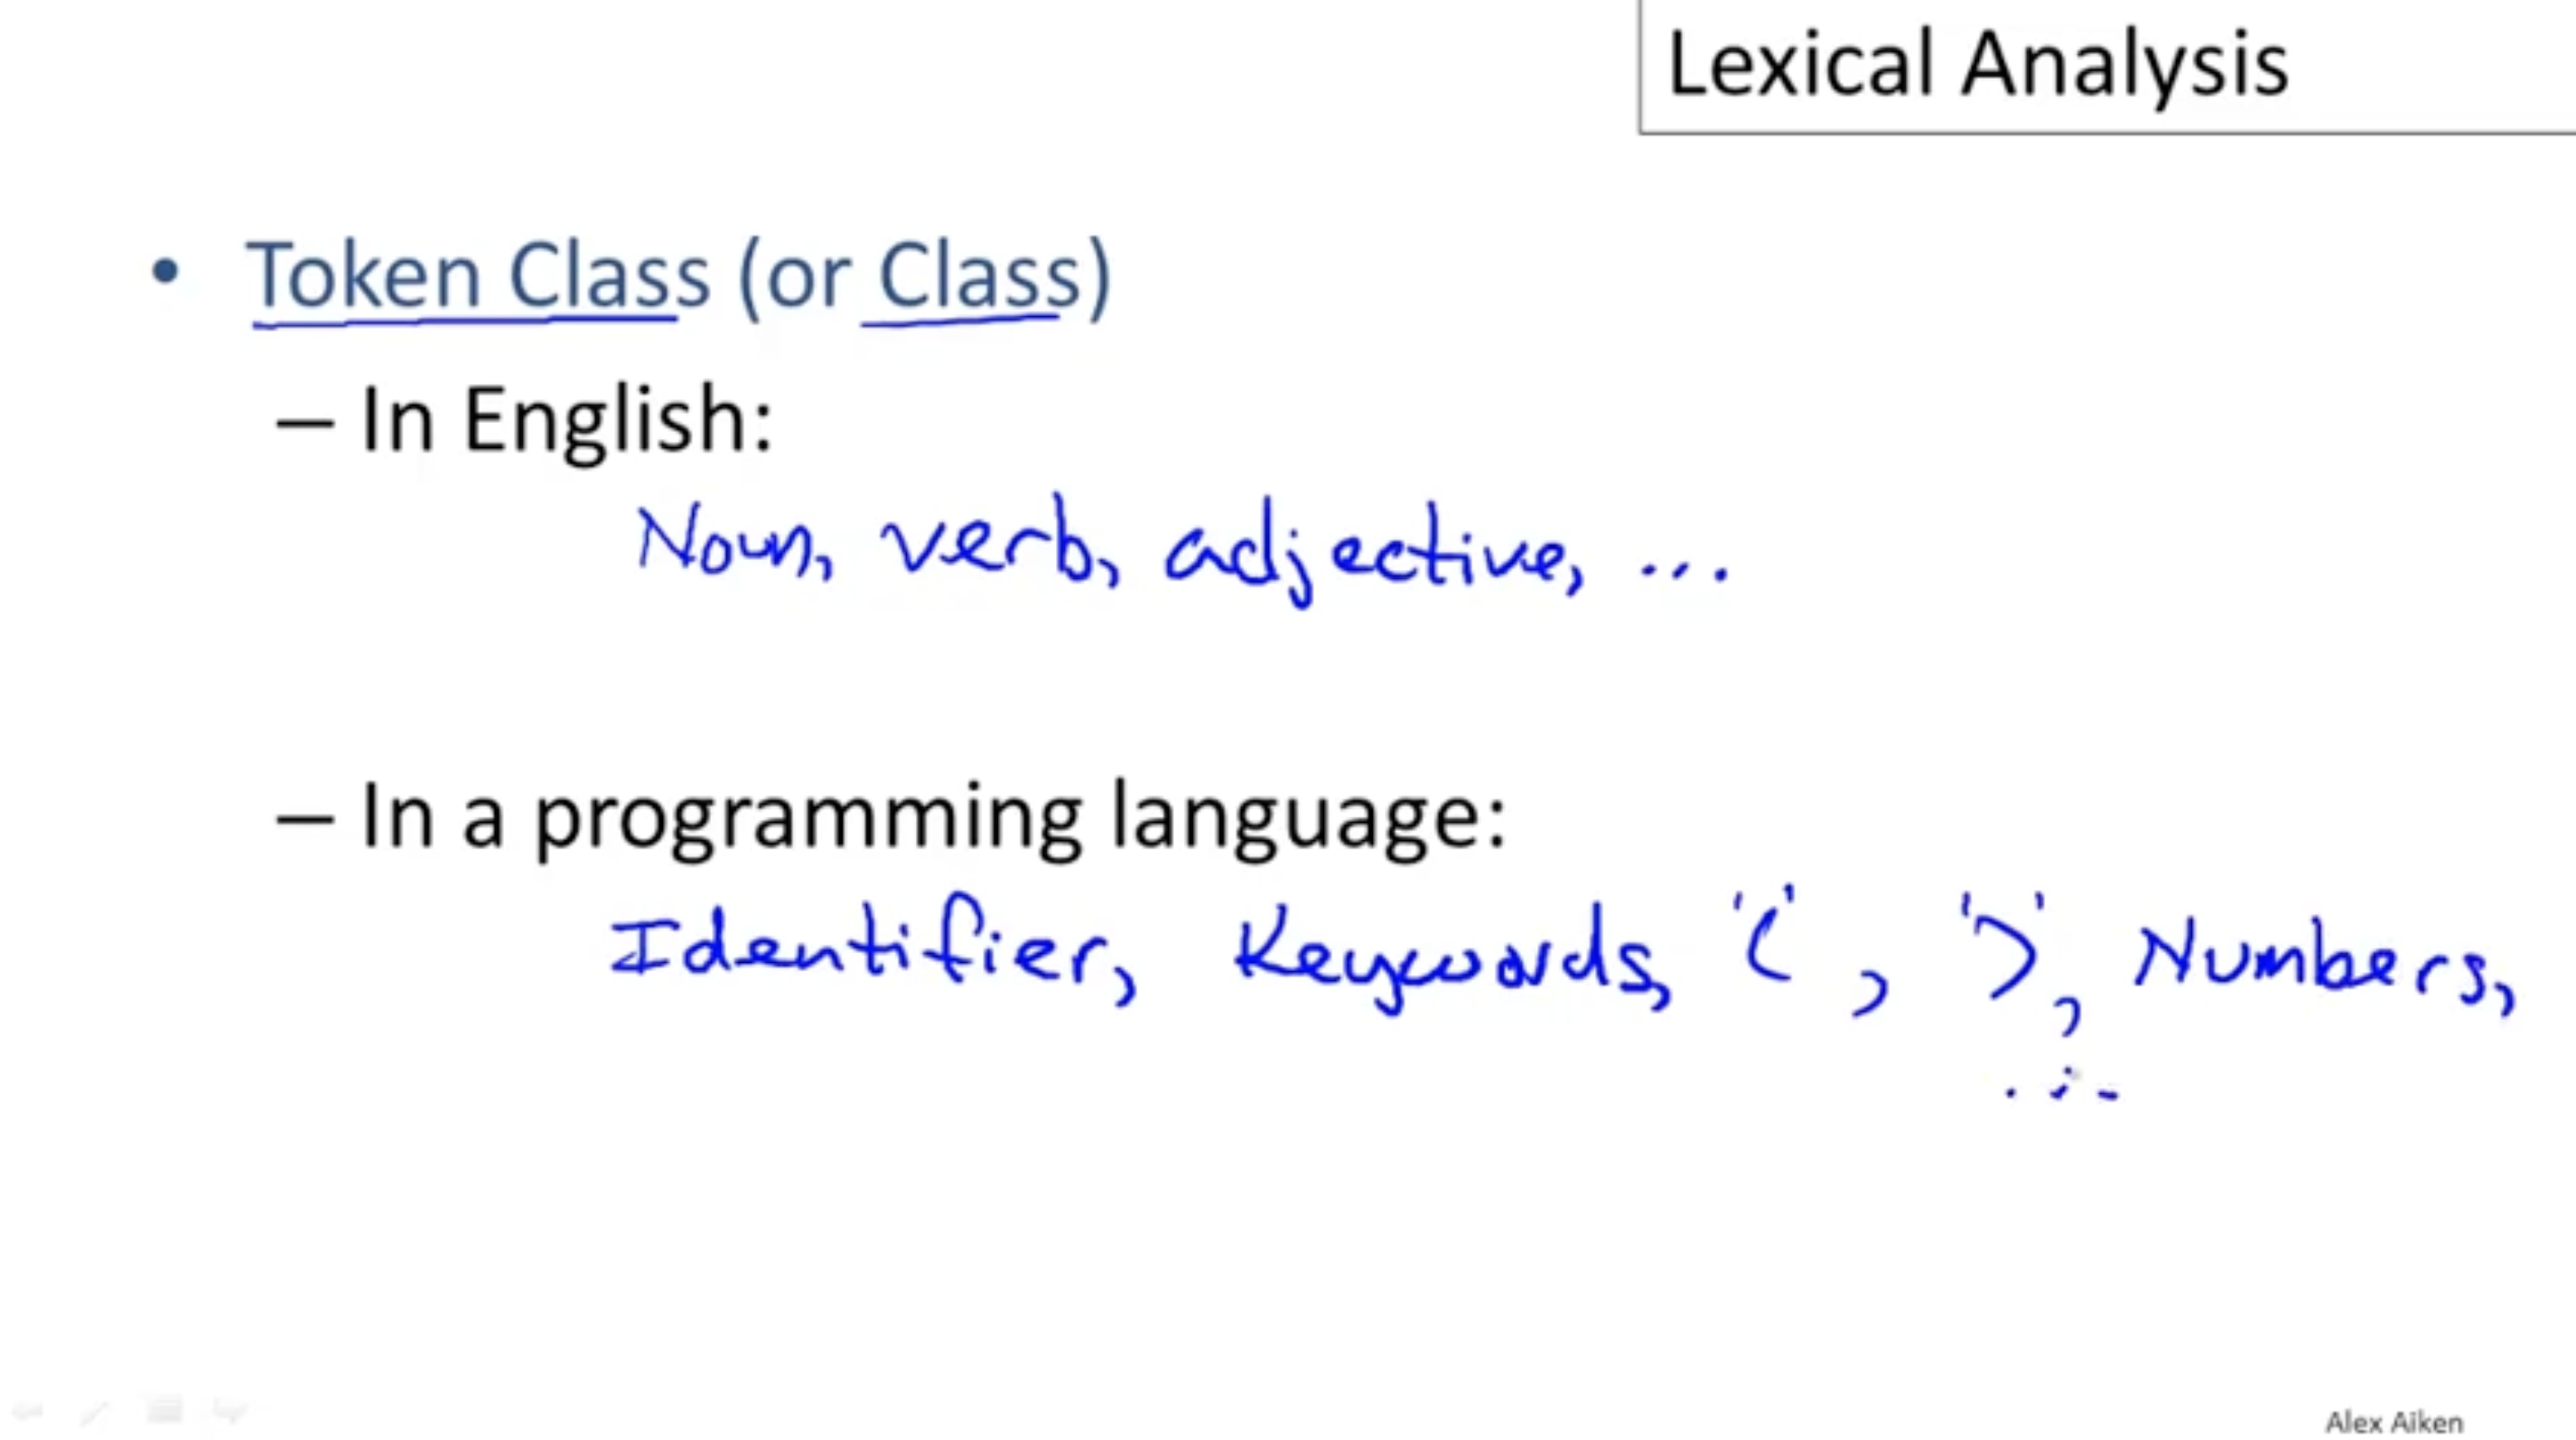 Lexical Analysis
• Token Class (or Class)
– In English:
Noun, verb, adjective, ...
– In a programming language:
Identifier, Keywords, '(', ')', Numbers,
...
Alex Aiken